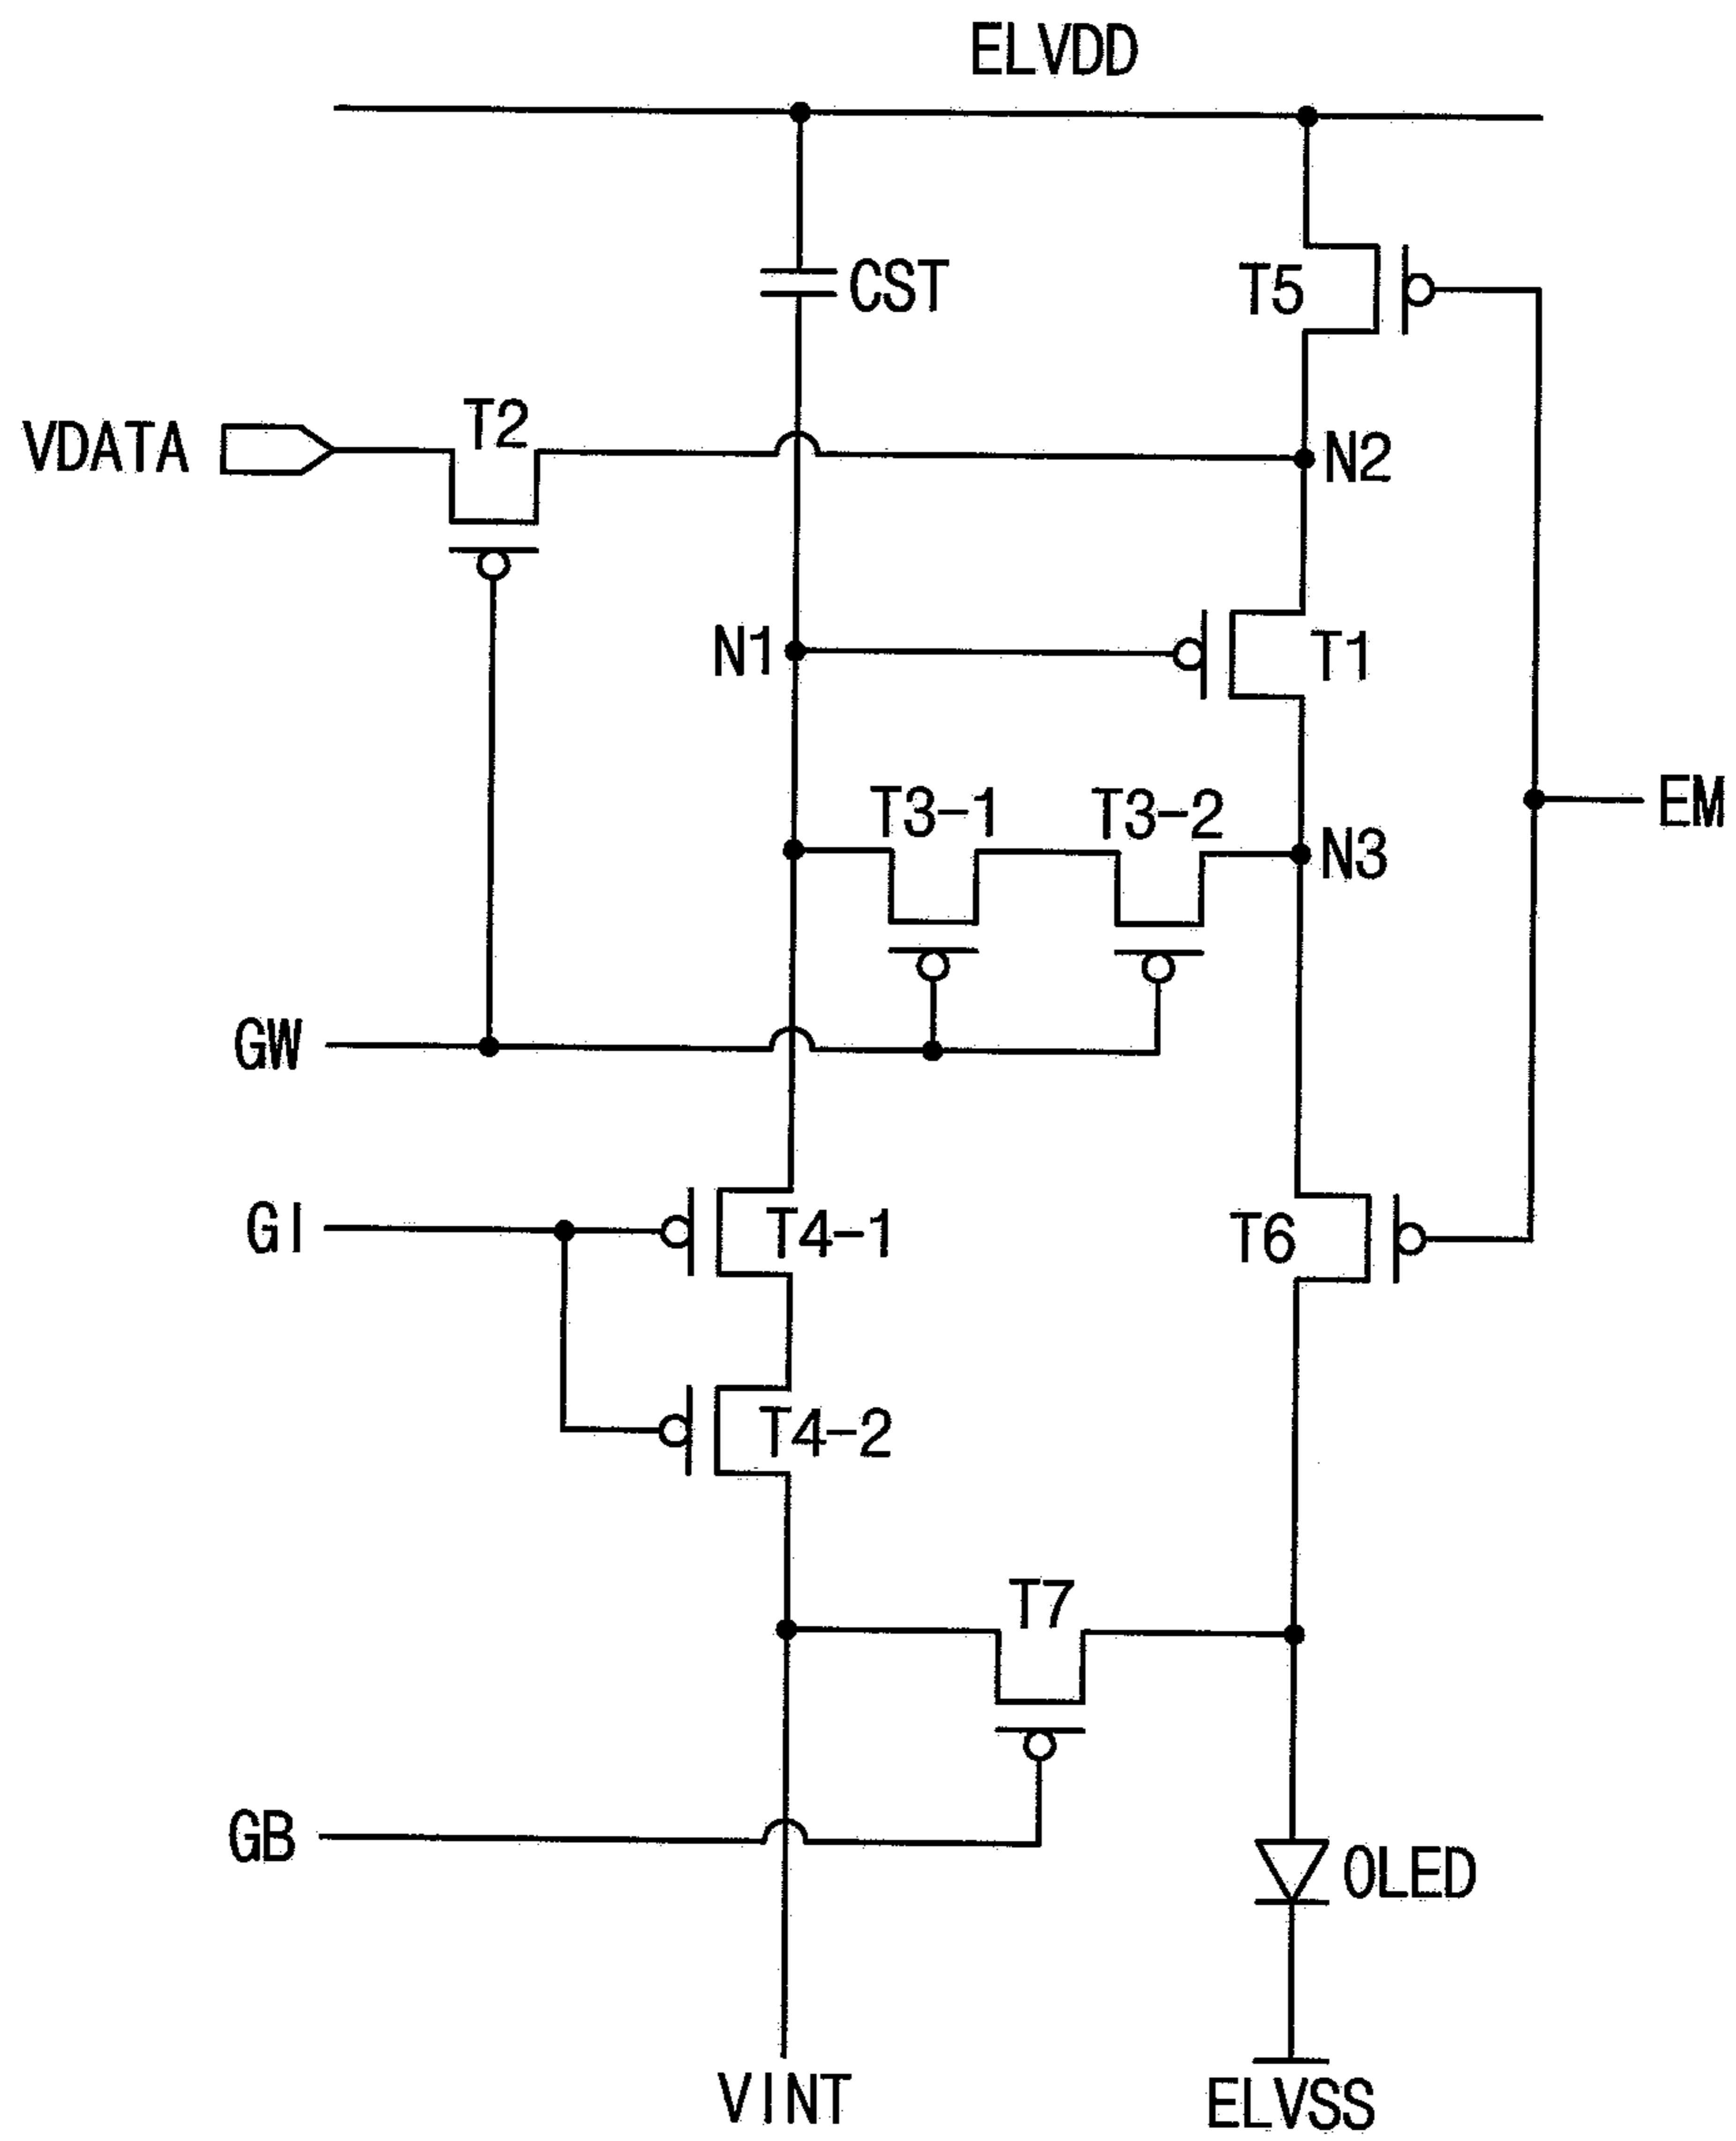 ELVDD
CST
T5
VDATA
T2
N2
N1
T1
T3-1
T3-2
EM
N3
GW
GI
T4-1
T6
T4-2
T7
GB
OLED
VINT
ELVSS